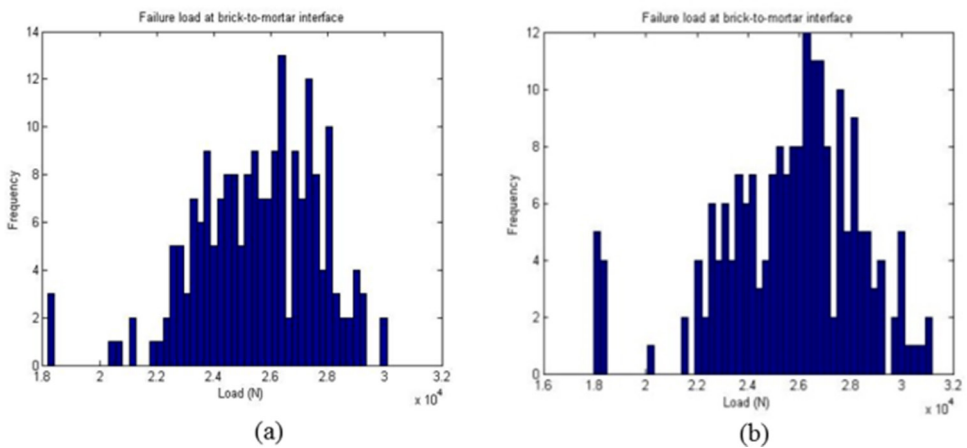 Failure load at brick-to-mortar interface
14
12
10
8
6
4
2
0
Frequency
1.8 2 2.2 2.4 2.6 2.8 3 3.2
Load (N)
x 10^4
(a)
Failure load at brick-to-mortar interface
12
10
8
6
4
2
0
Frequency
1.6 1.8 2 2.2 2.4 2.6 2.8 3 3.2
Load (N)
x 10^4
(b)